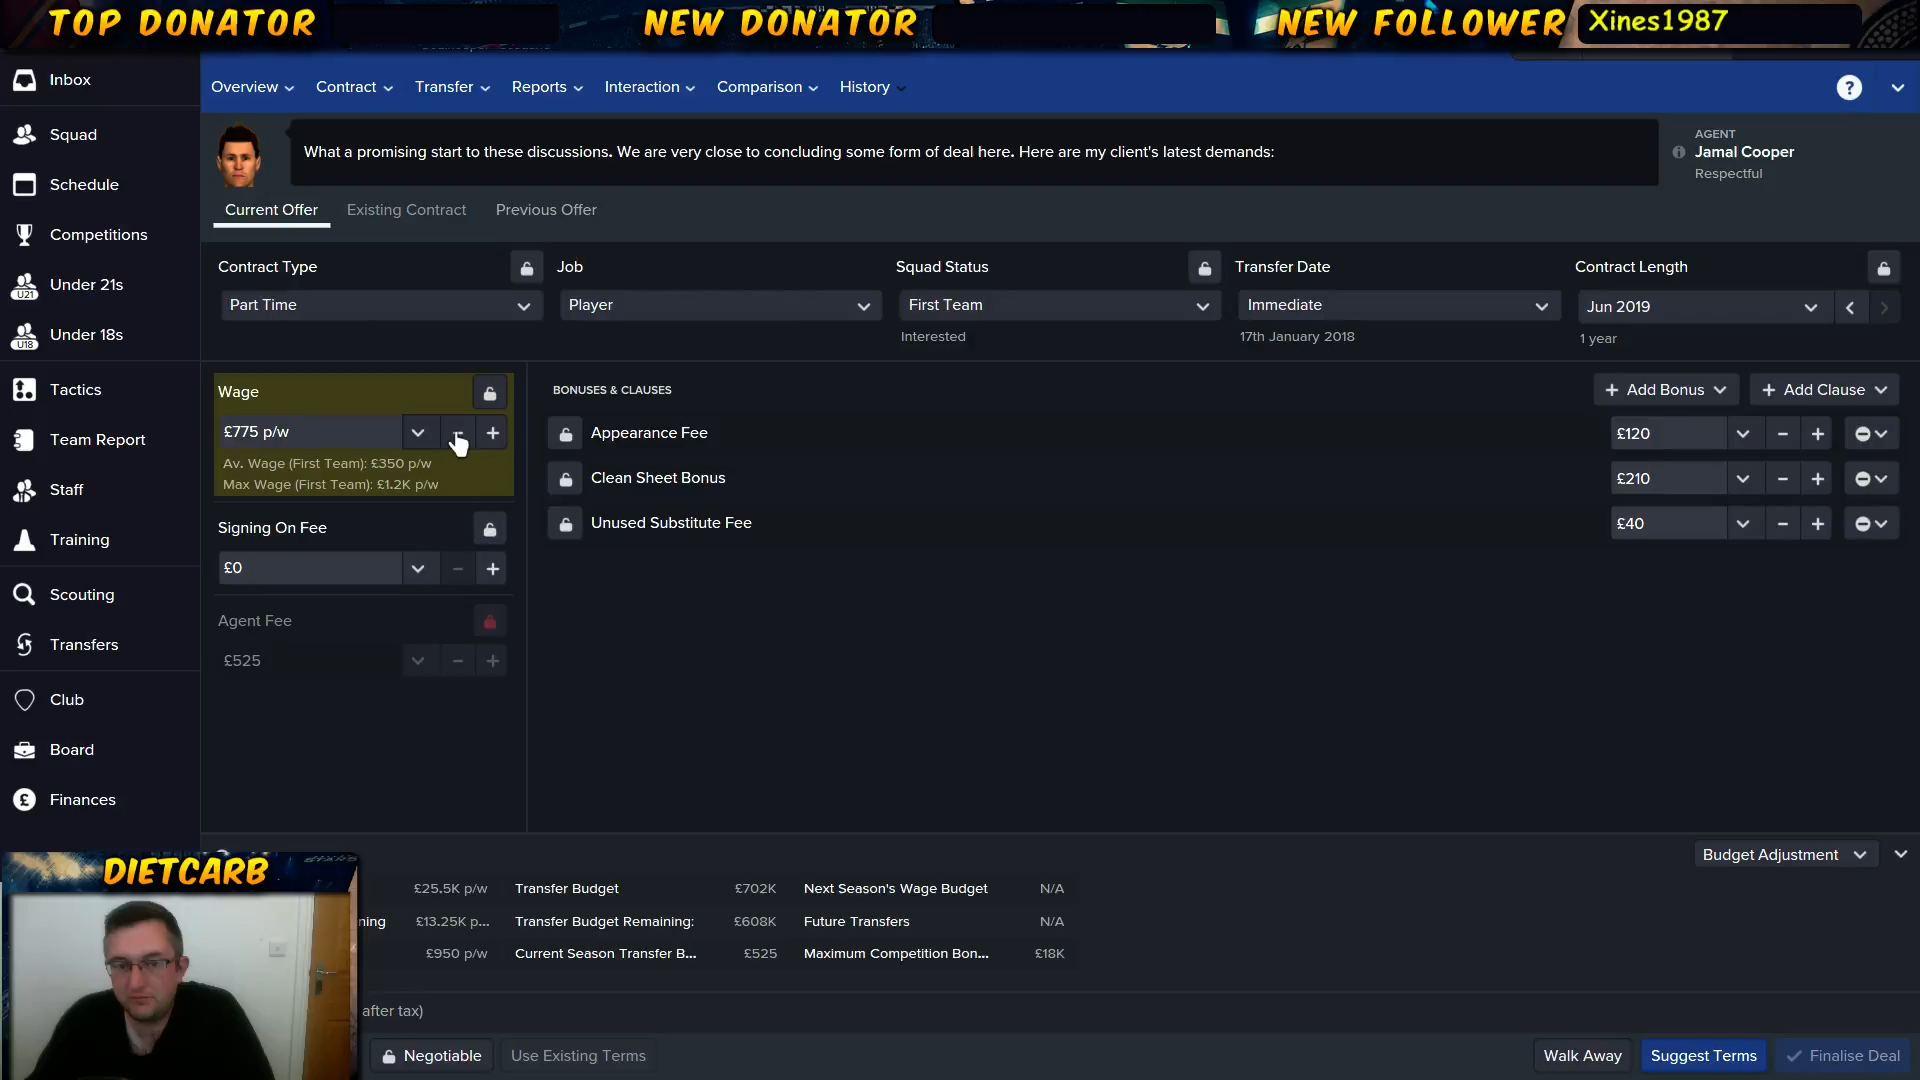 TOP DONATOR
NEW DONATOR
NEW FOLLOWER
Xines1987
Inbox
Squad
Schedule
Competitions
U21
Under 21s
U18
Under 18s
Tactics
Team Report
Staff
Training
Scouting
Transfers
Club
Board
Finances
Overview
Contract
Transfer
Reports
Interaction
Comparison
History
?
What a promising start to these discussions. We are very close to concluding some form of deal here. Here are my client's latest demands:
AGENT
Jamal Cooper
Respectful
Current Offer
Existing Contract
Previous Offer
Contract Type
Part Time
Job
Player
Squad Status
First Team
Interested
Transfer Date
Immediate
17th January 2018
Contract Length
Jun 2019
1 year
Wage
£775 p/w
Av. Wage (First Team): £350 p/w
Max Wage (First Team): £1.2K p/w
Signing On Fee
£0
Agent Fee
£525
BONUSES & CLAUSES
+ Add Bonus
+ Add Clause
Appearance Fee
£120
Clean Sheet Bonus
£210
Unused Substitute Fee
£40
Budget Adjustment
£25.5K p/w
Transfer Budget
£702K
Next Season's Wage Budget
N/A
ning
£13.25K p...
Transfer Budget Remaining:
£608K
Future Transfers
N/A
£950 p/w
Current Season Transfer B...
£525
Maximum Competition Bon...
£18K
after tax)
DIETCARB
Negotiable
Use Existing Terms
Walk Away
Suggest Terms
Finalise Deal